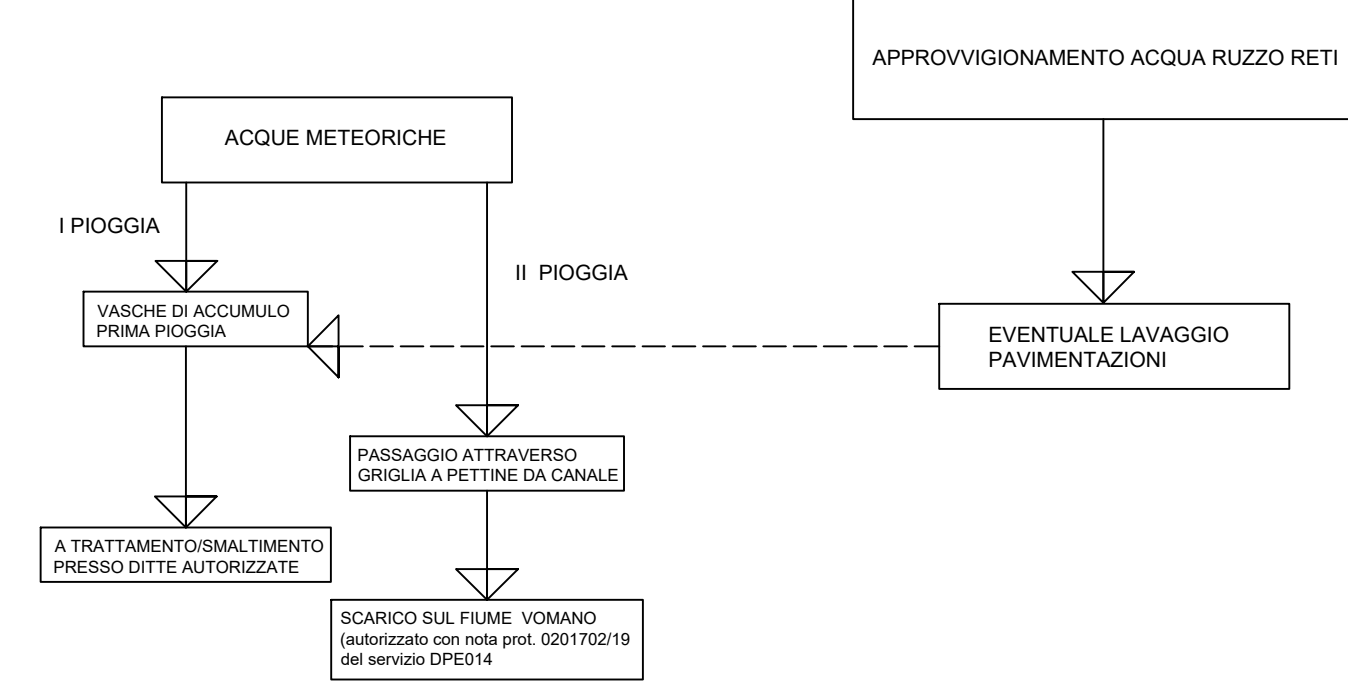 APPROVVIGIONAMENTO ACQUA RUZZO RETI
ACQUE METEORICHE
I PIOGGIA
II PIOGGIA
VASCHE DI ACCUMULO
PRIMA PIOGGIA
EVENTUALE LAVAGGIO
PAVIMENTAZIONI
PASSAGGIO ATTRAVERSO
GRIGLIA A PETTINE DA CANALE
A TRATTAMENTO/SMALTIMENTO
PRESSO DITTE AUTORIZZATE
SCARICO SUL FIUME VOMANO
(autorizzato con nota prot. 0201702/19
del servizio DPE014